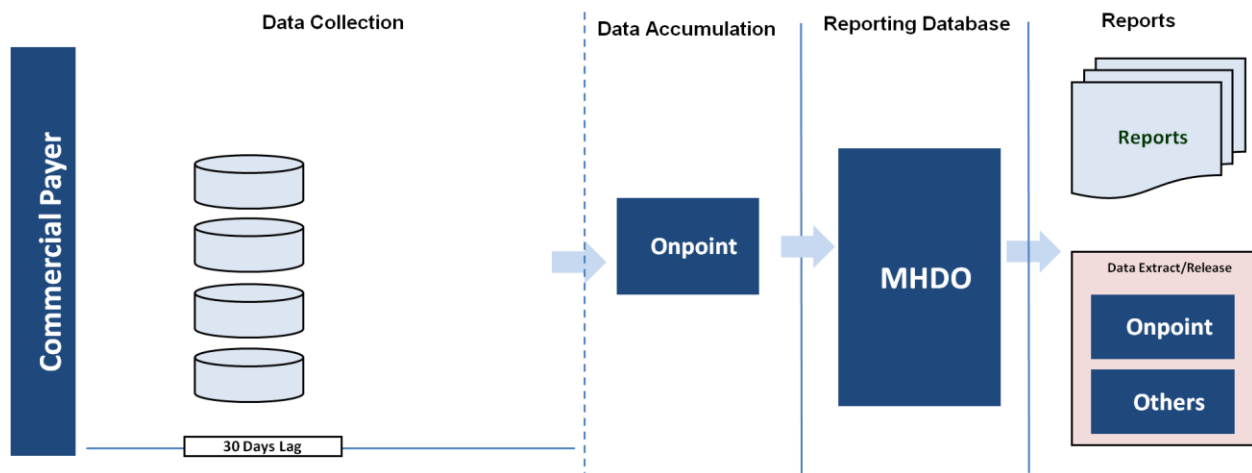 Data Collection
Data Accumulation
Reporting Database
Reports
Commercial Payer
30 Days Lag
Onpoint
MHDO
Reports
Data Extract/Release
Onpoint
Others